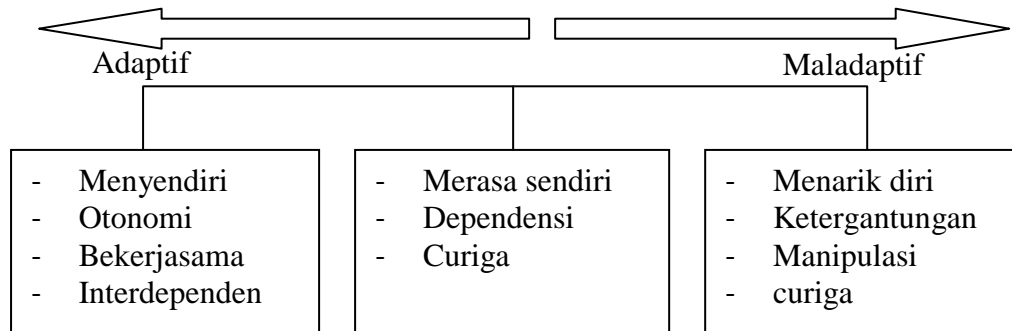 Adaptif Maladaptif
- Menyendiri
- Otonomi
- Bekerjasama
- Interdependen
- Merasa sendiri
- Dependensi
- Curiga
- Menarik diri
- Ketergantungan
- Manipulasi
- curiga